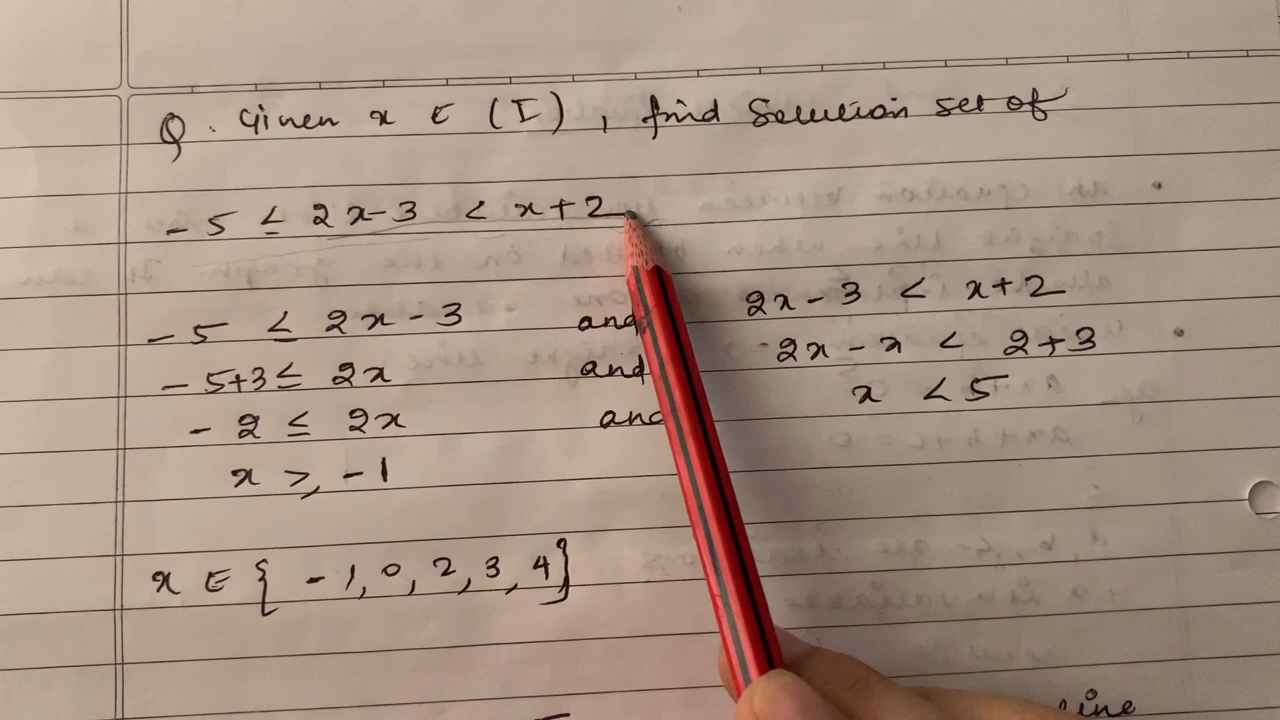 Q. Given x ∈ (I), find Solution set of
-5 ≤ 2x-3 < x+2
-5 ≤ 2x-3 and 2x-3 < x+2
-5+3 ≤ 2x and 2x-x < 2+3
-2 ≤ 2x and x < 5
x ≥ -1
x ∈ { -1, 0, 2, 3, 4}
line